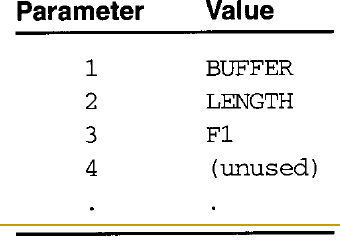 Parameter Value
1 BUFFER
2 LENGTH
3 F1
4 (unused)
. .